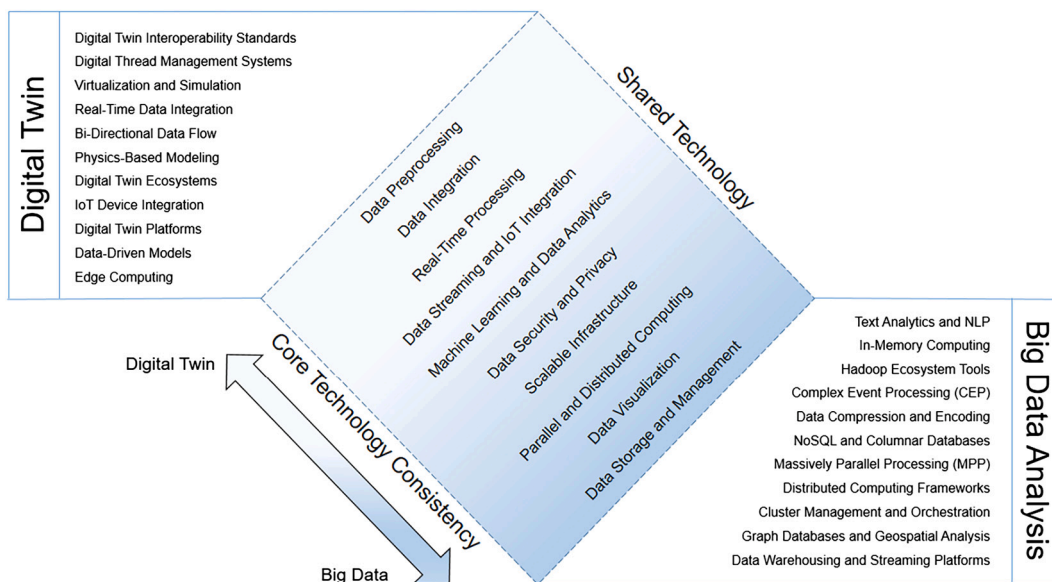 Digital Twin
Digital Twin Interoperability Standards
Digital Thread Management Systems
Virtualization and Simulation
Real-Time Data Integration
Bi-Directional Data Flow
Physics-Based Modeling
Digital Twin Ecosystems
IoT Device Integration
Digital Twin Platforms
Data-Driven Models
Edge Computing
Shared Technology
Data Preprocessing
Data Integration
Real-Time Processing
Data Streaming and IoT Integration
Machine Learning and Data Analytics
Data Security and Privacy
Scalable Infrastructure
Parallel and Distributed Computing
Data Visualization
Data Storage and Management
Core Technology Consistency
Digital Twin
Big Data
Text Analytics and NLP
In-Memory Computing
Hadoop Ecosystem Tools
Complex Event Processing (CEP)
Data Compression and Encoding
NoSQL and Columnar Databases
Massively Parallel Processing (MPP)
Distributed Computing Frameworks
Cluster Management and Orchestration
Graph Databases and Geospatial Analysis
Data Warehousing and Streaming Platforms
Big Data Analysis